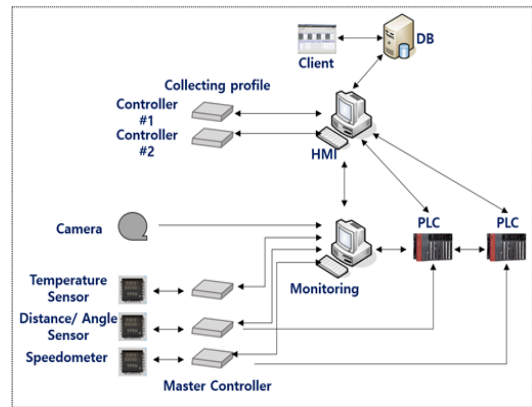 DB
Client
Collecting profile
Controller
#1
Controller
#2
HMI
Camera
PLC
PLC
Monitoring
Temperature
Sensor
Distance/ Angle
Sensor
Speedometer
Master Controller